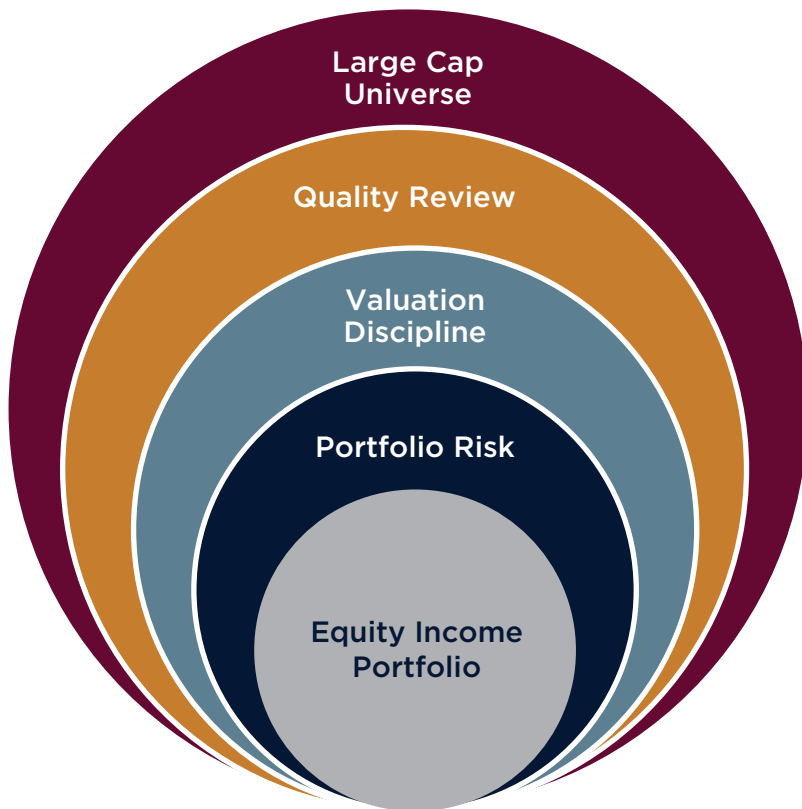 Large Cap
Universe
Quality Review
Valuation
Discipline
Portfolio Risk
Equity Income
Portfolio